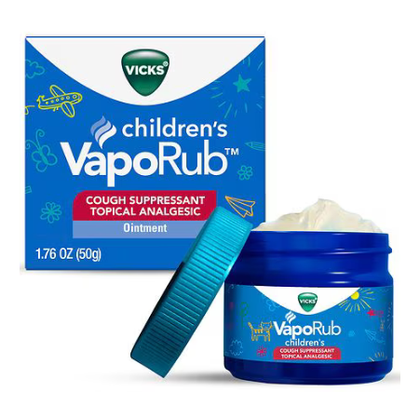 VICKS
children's
VapoRub™
COUGH SUPPRESSANT
TOPICAL ANALGESIC
Ointment
1.76 OZ (50g)
VICKS
VapoRub
children's
COUGH SUPPRESSANT
TOPICAL ANALGESIC